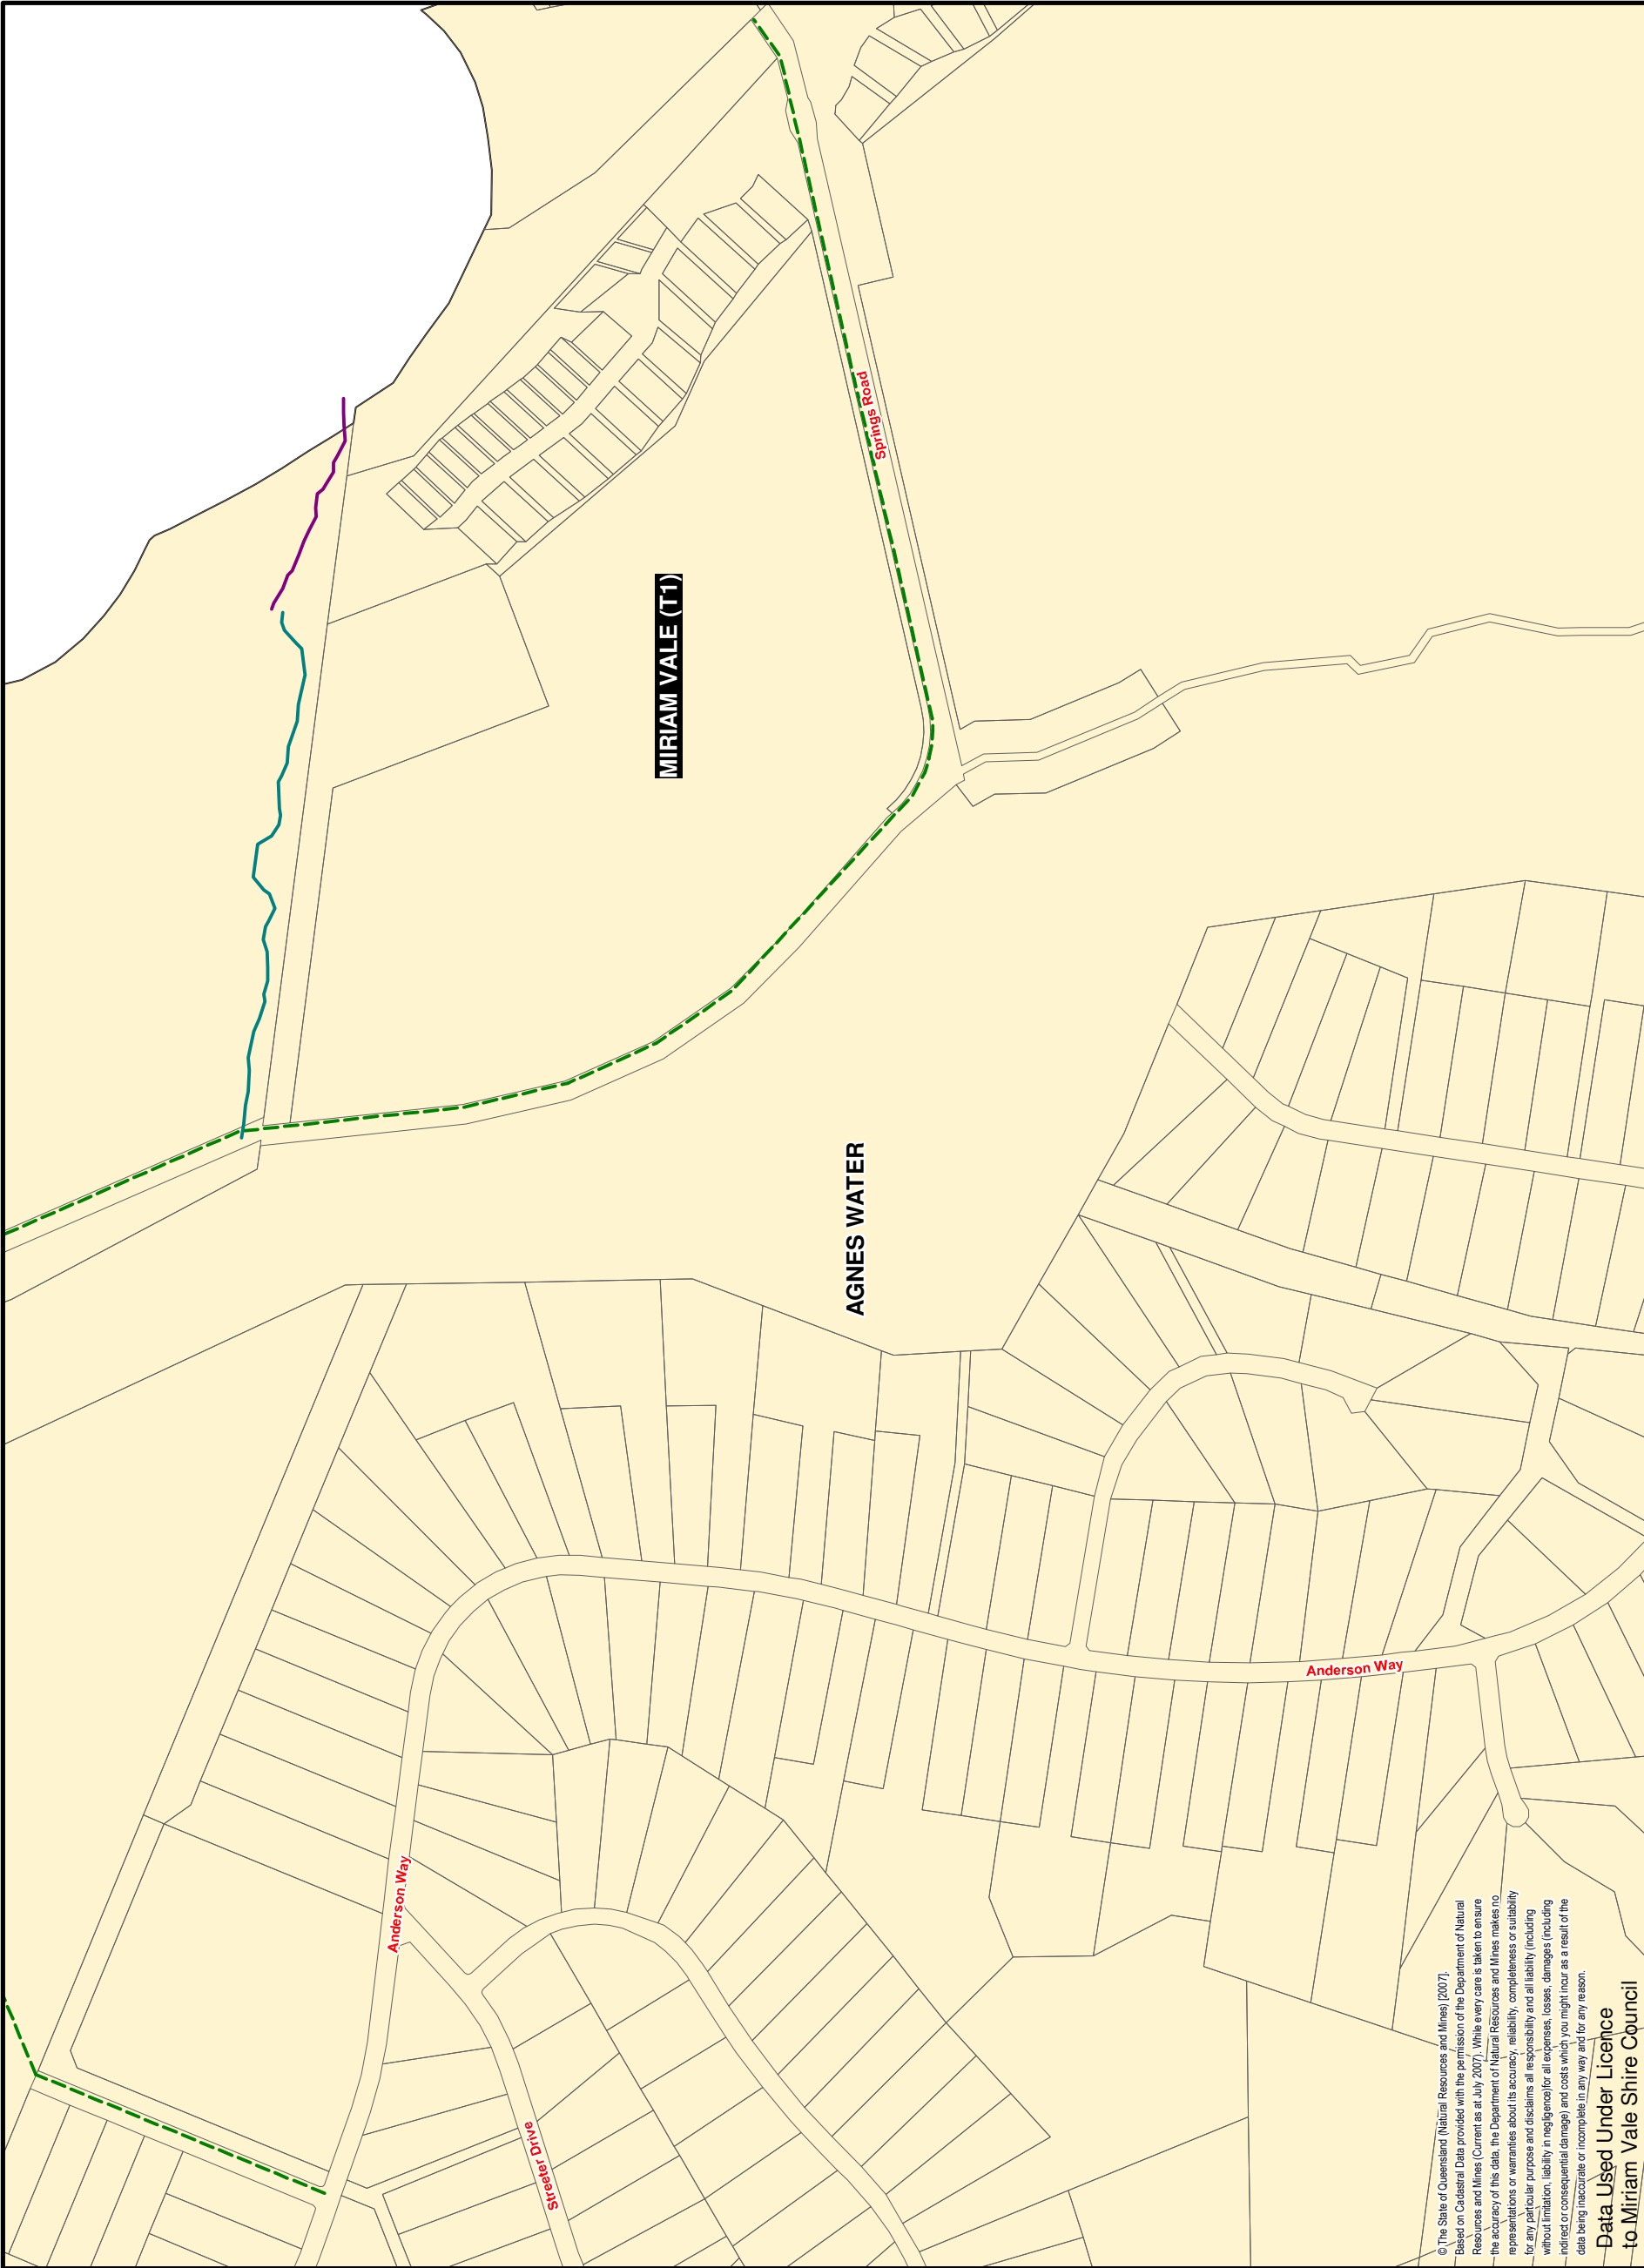 Springs Road
MIRIAM VALE (T1)
AGNES WATER
Anderson Way
Anderson Way
Streeter Drive
© The State of Queensland (Natural Resources and Mines) [2007].
Based on Cadastral Data provided with the permission of the Department of Natural
Resources and Mines (Current as at July 2007). While every care is taken to ensure
the accuracy of this data, the Department of Natural Resources and Mines makes no
representations or warranties about its accuracy, reliability, completeness or suitability
for any particular purpose and disclaims all responsibility and all liability (including
without limitation, liability in negligence)for all expenses, losses, damages (including
indirect or consequential damage) and costs which you might incur as a result of the
data being inaccurate or incomplete in any way and for any reason.
Data Used Under Licence
to Miriam Vale Shire Council